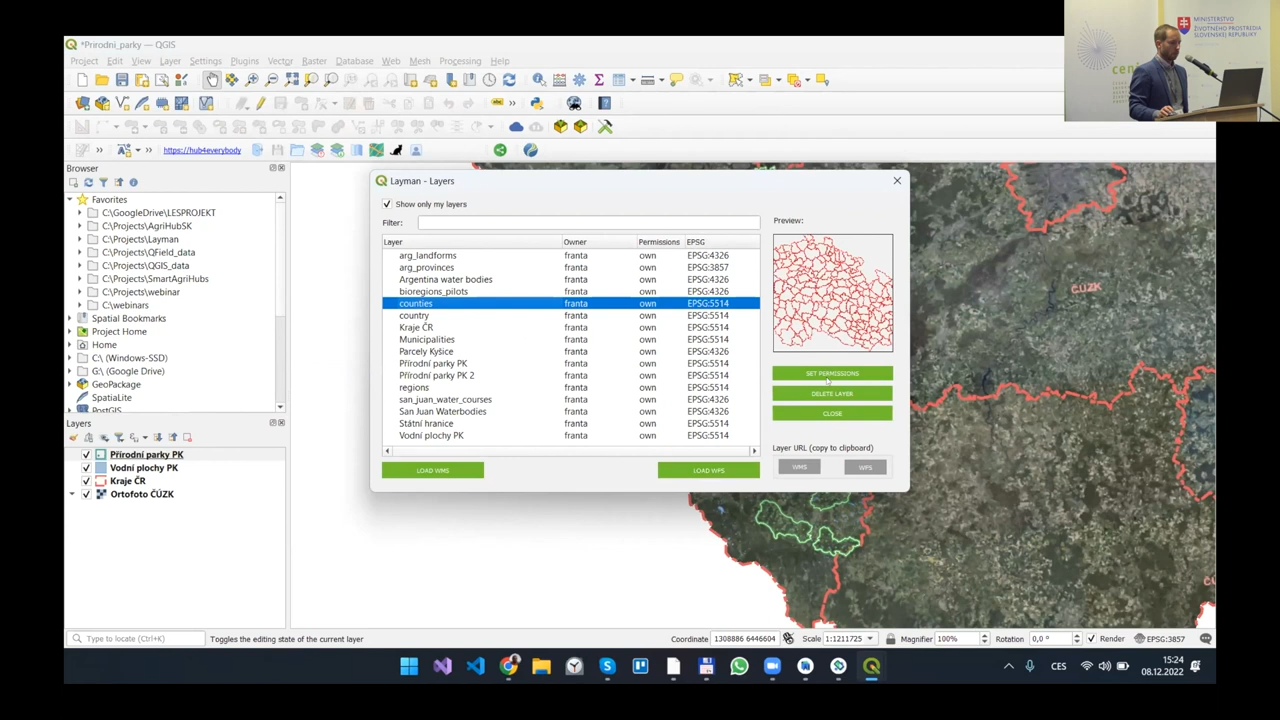 MINISTERSTVO
ŽIVOTNÉHO PROSTREDIA
SLOVENSKEJ REPUBLIKY
*Prirodni_parky — QGIS
Project Edit View Layer Settings Plugins Vector Raster Database Web Mesh Processing Help
https://hub4everybody
Browser
Favorites
C:\GoogleDrive\LESPROJEKT
C:\Projects\AgriHubSK
C:\Projects\Layman
C:\Projects\QField_data
C:\Projects\QGIS_data
C:\Projects\SmartAgriHubs
C:\Projects\webinar
C:\webinars
Spatial Bookmarks
Project Home
Home
C:\ (Windows-SSD)
G:\ (Google Drive)
GeoPackage
SpatiaLite
PostGIS
Layers
Přírodní parky PK
Vodní plochy PK
Kraje ČR
Ortofoto ČÚZK
Layman - Layers
Show only my layers
Filter:
Layer Owner Permissions EPSG
arg_landforms franta own EPSG:4326
arg_provinces franta own EPSG:3857
Argentina water bodies franta own EPSG:4326
bioregions_pilots franta own EPSG:4326
counties franta own EPSG:5514
country franta own EPSG:5514
Kraje ČR franta own EPSG:5514
Municipalities franta own EPSG:5514
Parcely Kyšice franta own EPSG:4326
Přírodní parky PK franta own EPSG:5514
Přírodní parky PK 2 franta own EPSG:5514
regions franta own EPSG:5514
san_juan_water_courses franta own EPSG:4326
San Juan Waterbodies franta own EPSG:4326
Státní hranice franta own EPSG:5514
Vodní plochy PK franta own EPSG:5514
LOAD WMS
LOAD WFS
Preview:
SET PERMISSIONS
DELETE LAYER
CLOSE
Layer URL (copy to clipboard)
WMS
WFS
ČÚZK
Type to locate (Ctrl+K)
Toggles the editing state of the current layer
Coordinate 1308886 6446604 Scale 1:1211725 Magnifier 100% Rotation 0,0 ° Render EPSG:3857
CES
15:24
08.12.2022